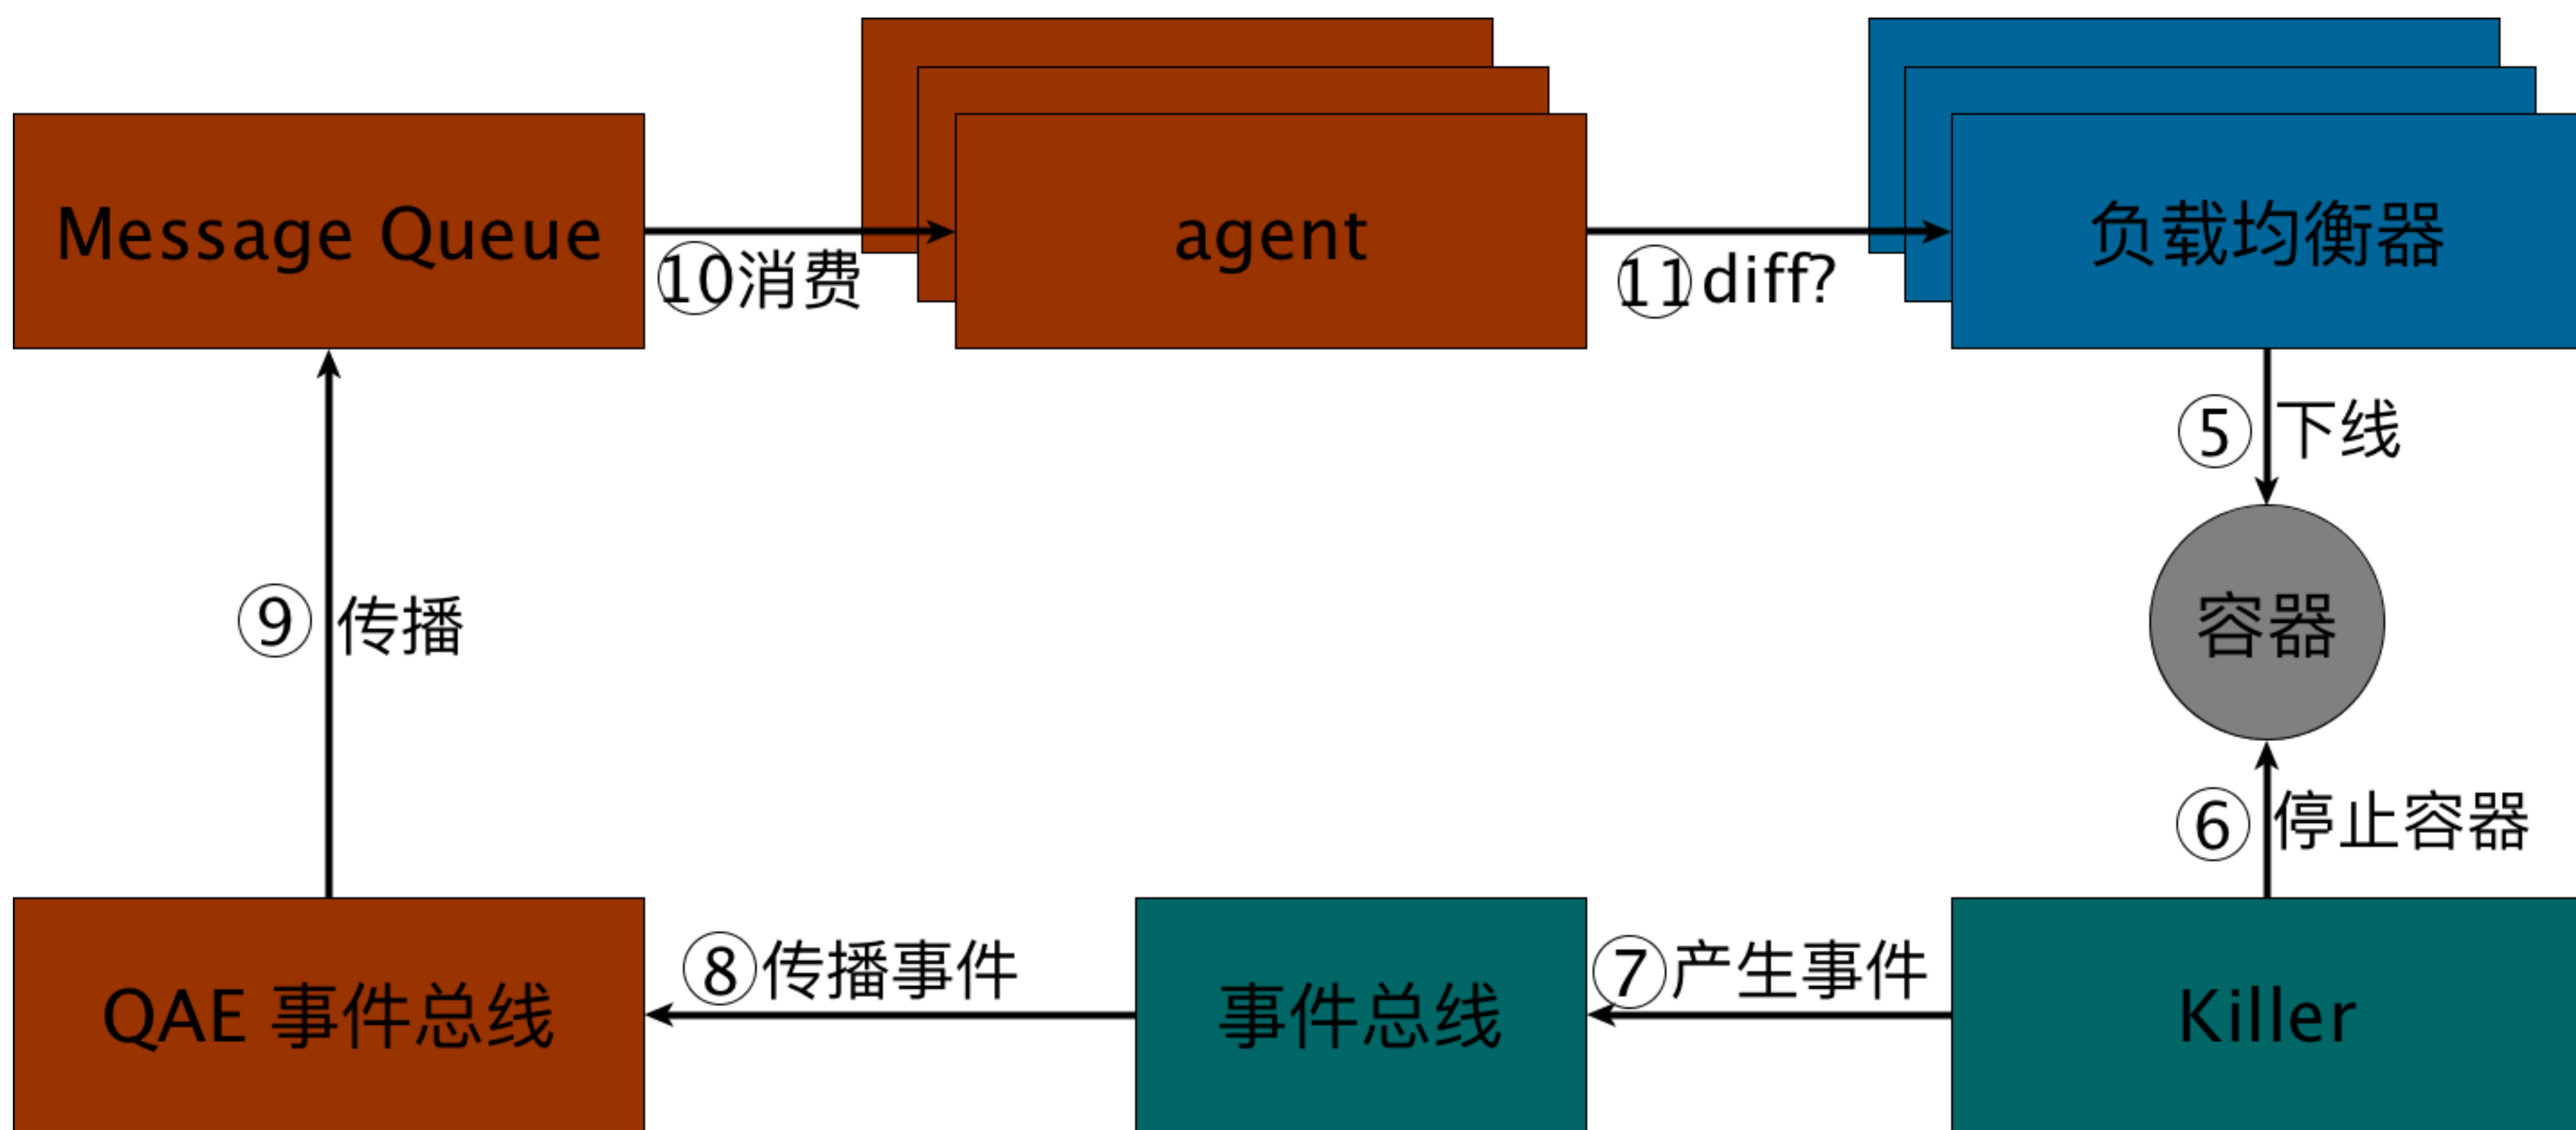 Message Queue
⑩消费
agent
⑪diff?
负载均衡器
⑤下线
⑨传播
容器
⑥停止容器
QAE 事件总线
⑧传播事件
事件总线
⑦产生事件
Killer